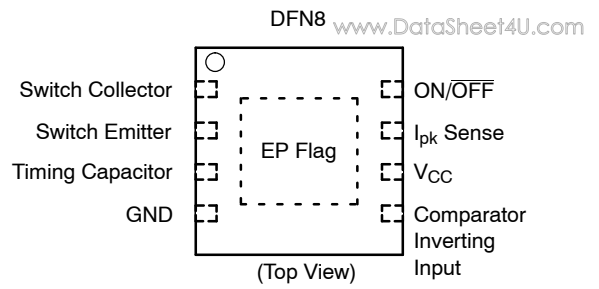 DFN8
www.DataSheet4U.com
Switch Collector
Switch Emitter
Timing Capacitor
GND
EP Flag
ON/OFF
Ipk Sense
VCC
Comparator
Inverting
Input
(Top View)